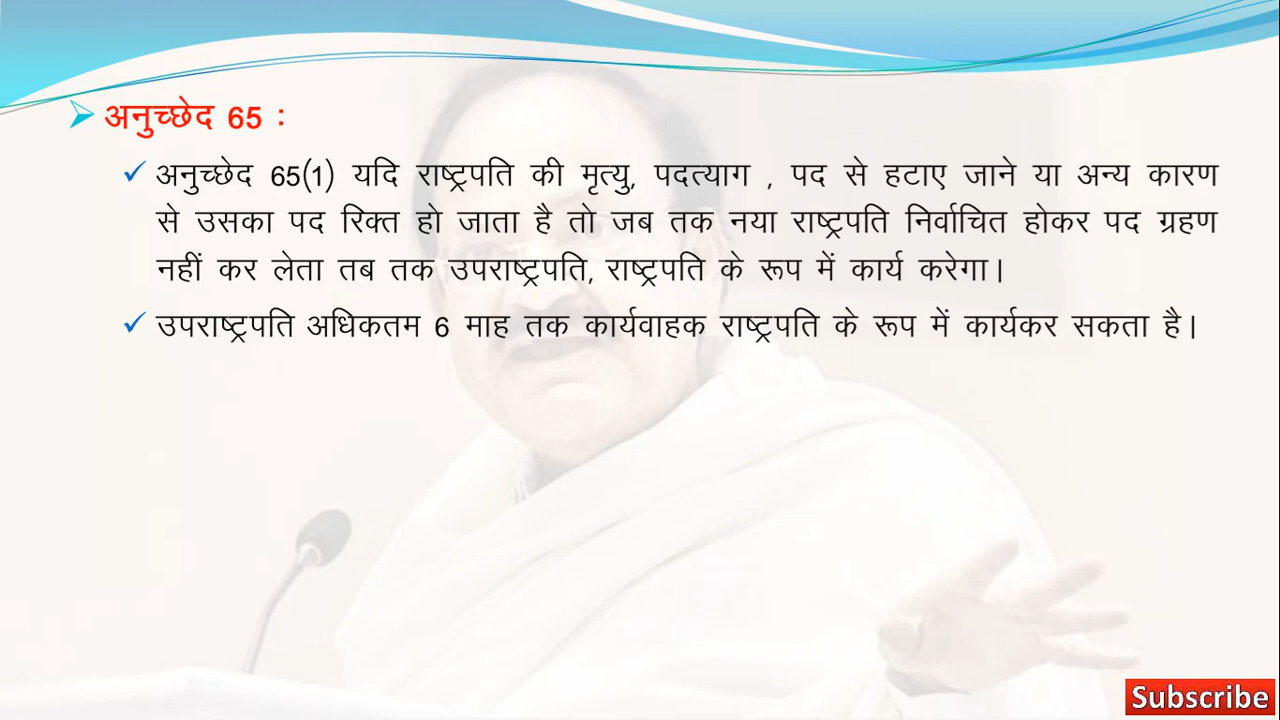 अनुच्छेद 65 :
अनुच्छेद 65(1) यदि राष्ट्रपति की मृत्यु, पदत्याग , पद से हटाए जाने या अन्य कारण
से उसका पद रिक्त हो जाता है तो जब तक नया राष्ट्रपति निर्वाचित होकर पद ग्रहण
नहीं कर लेता तब तक उपराष्ट्रपति, राष्ट्रपति के रूप में कार्य करेगा।
उपराष्ट्रपति अधिकतम 6 माह तक कार्यवाहक राष्ट्रपति के रूप में कार्यकर सकता है।
Subscribe